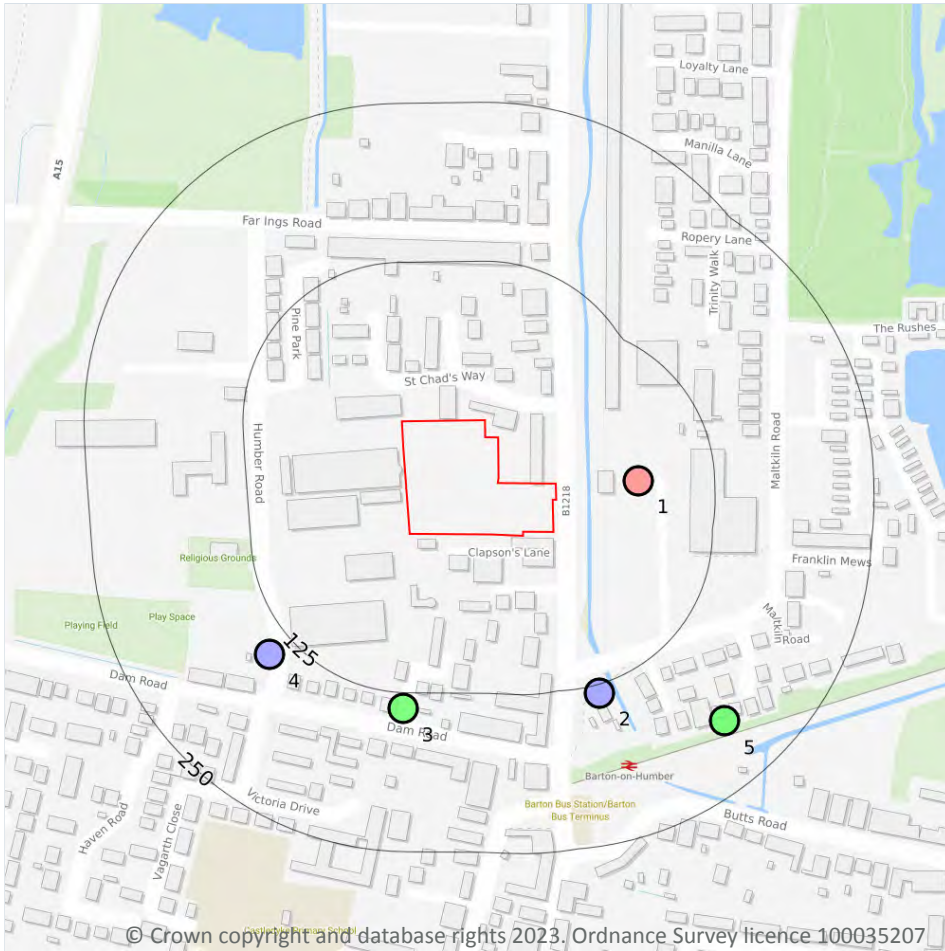 Loyalty Lane
A15
Manilla Lane
Far Ings Road
Ropery Lane
Trinity Walk
The Rushes
Pine Park
St Chad's Way
Humber Road
Maltkiln Road
B1218
1
Clapson's Lane
Religious Grounds
Franklin Mews
Play Space
Playing Field
Maltkiln
Road
125
4
Dam Road
2
3
Dam Road
5
250
Barton-on-Humber
Victoria Drive
Barton Bus Station/Barton
Bus Terminus
Butts Road
Haven Road
Vagarth Close
Castledyke Primary School
© Crown copyright and database rights 2023. Ordnance Survey licence 100035207